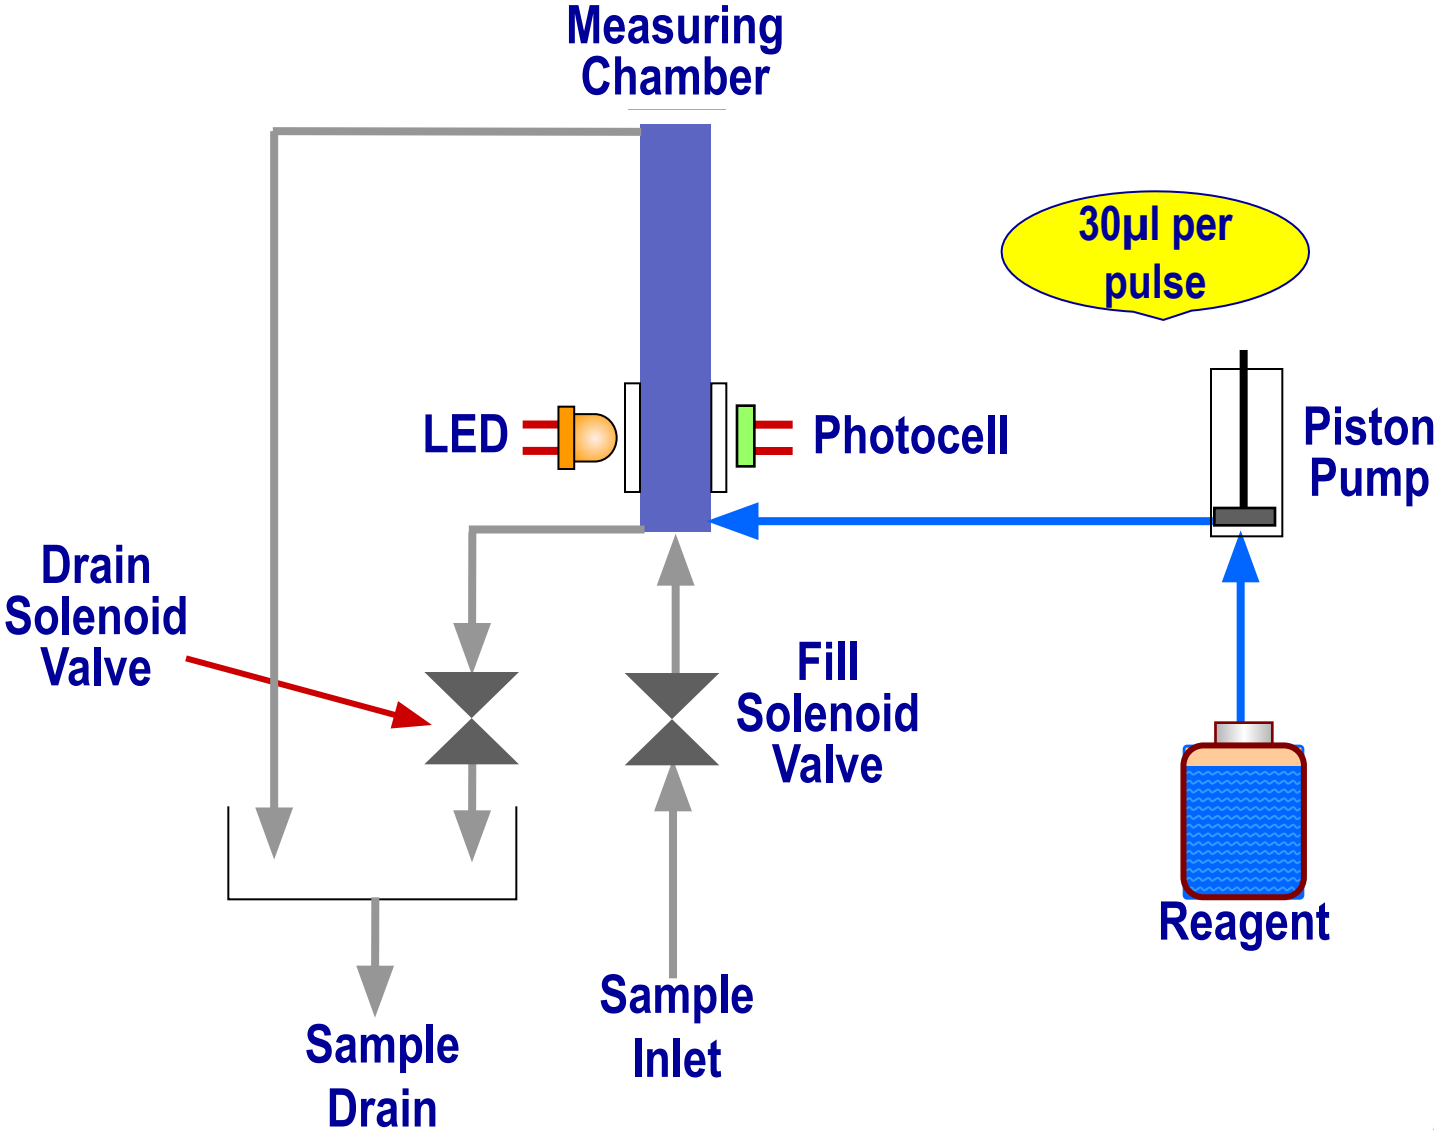 Measuring
Chamber
30µl per
pulse
LED
Photocell
Piston
Pump
Drain
Solenoid
Valve
Fill
Solenoid
Valve
Reagent
Sample
Inlet
Sample
Drain